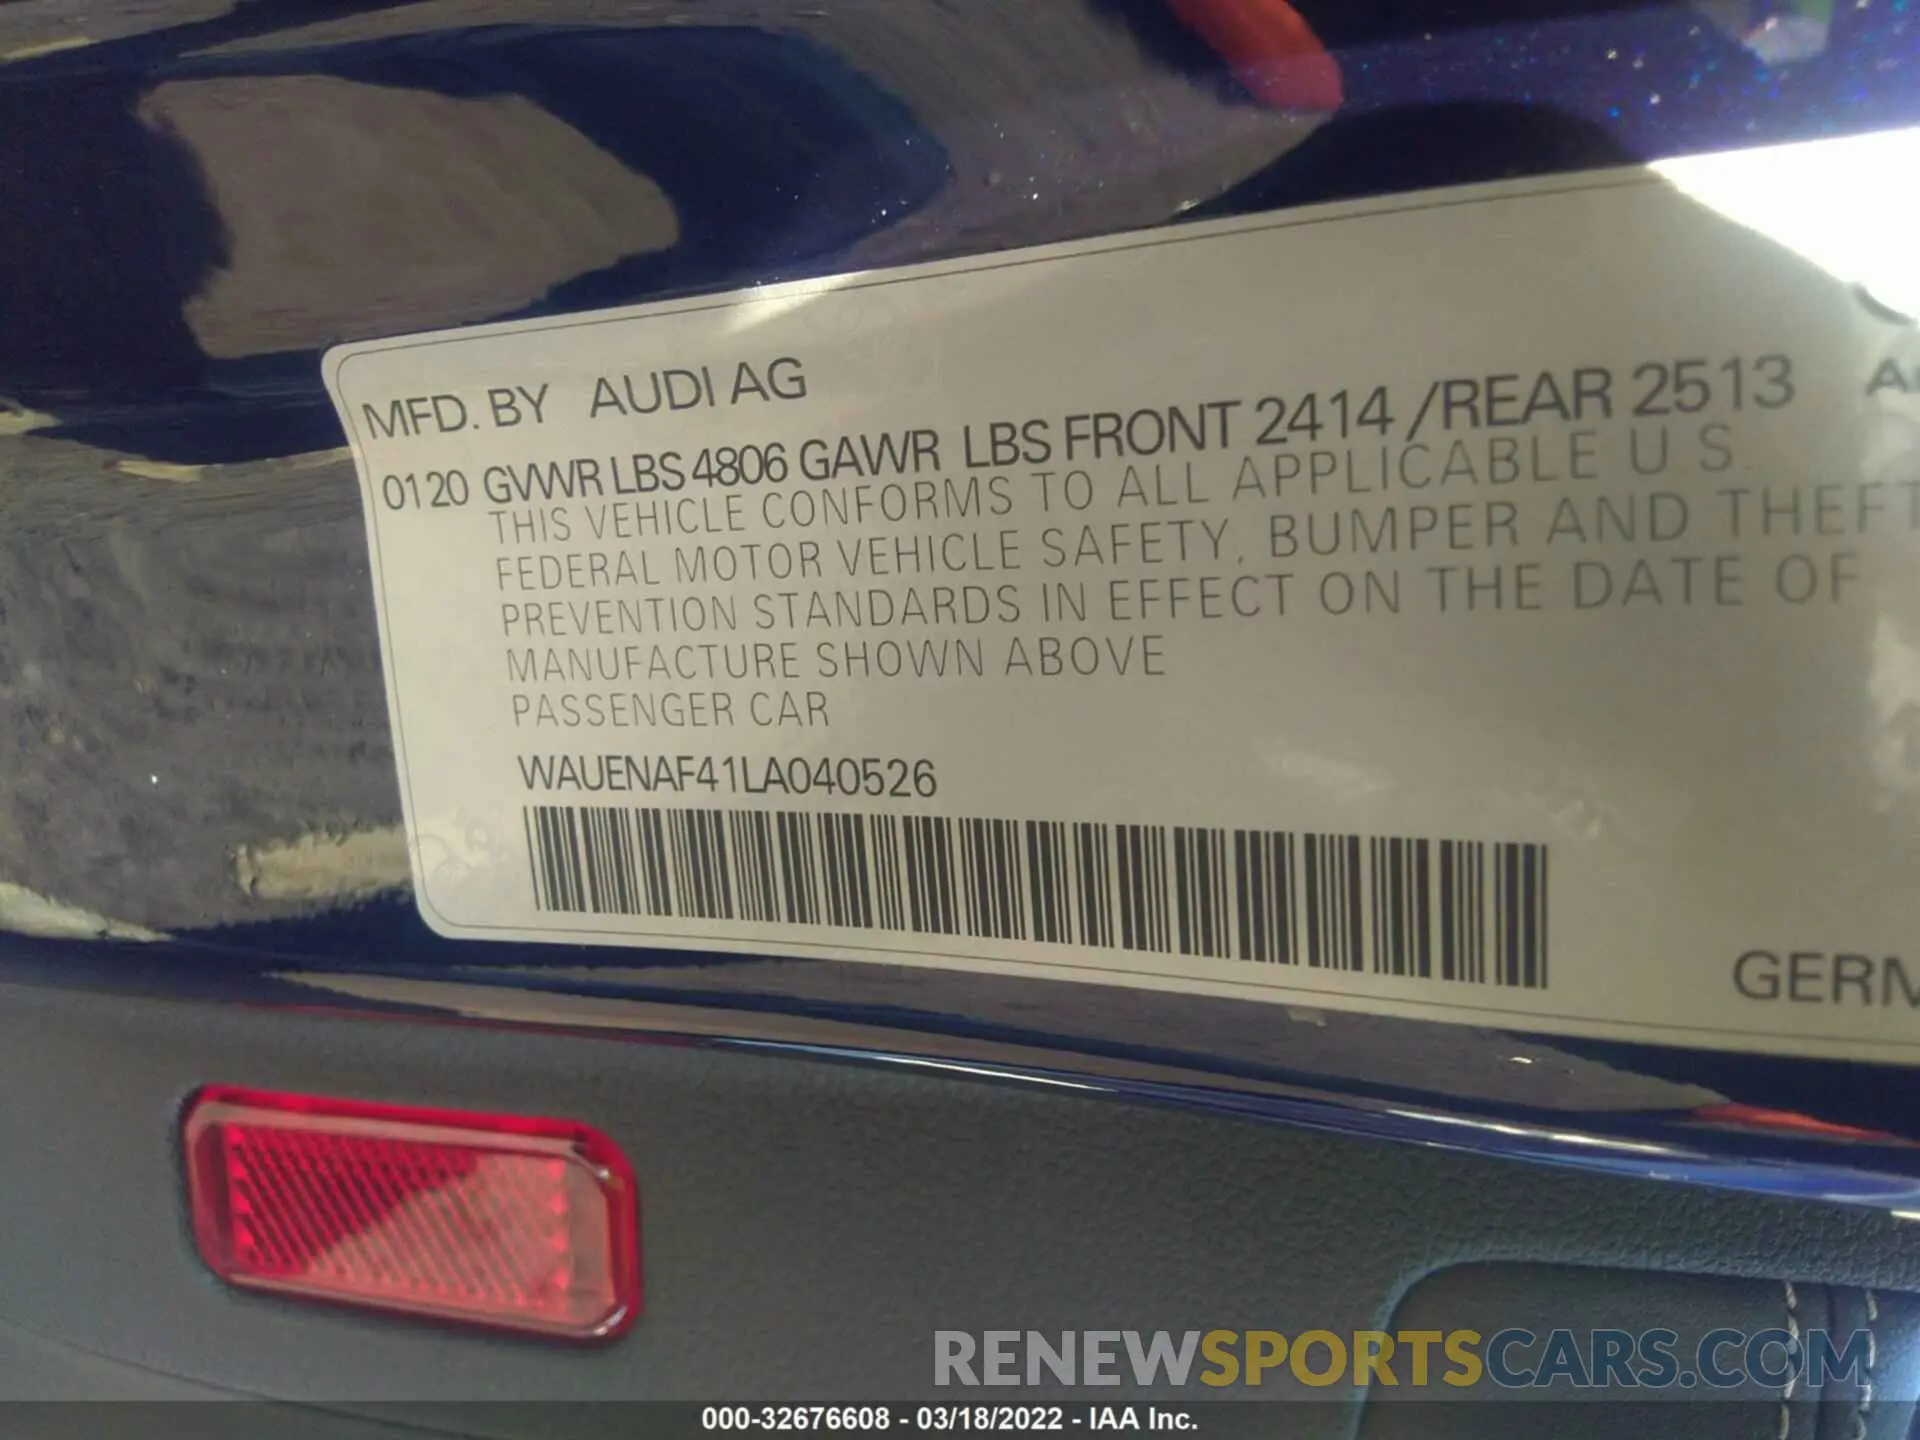 MFD. BY AUDI AG
0120 GVWR LBS 4806 GAWR LBS FRONT 2414 /REAR 2513
THIS VEHICLE CONFORMS TO ALL APPLICABLE U S.
FEDERAL MOTOR VEHICLE SAFETY, BUMPER AND THEFT
PREVENTION STANDARDS IN EFFECT ON THE DATE OF
MANUFACTURE SHOWN ABOVE
PASSENGER CAR
WAUENAF41LA040526
GERM
RENEWSPORTSCARS.COM
000-32676608 - 03/18/2022 - IAA Inc.